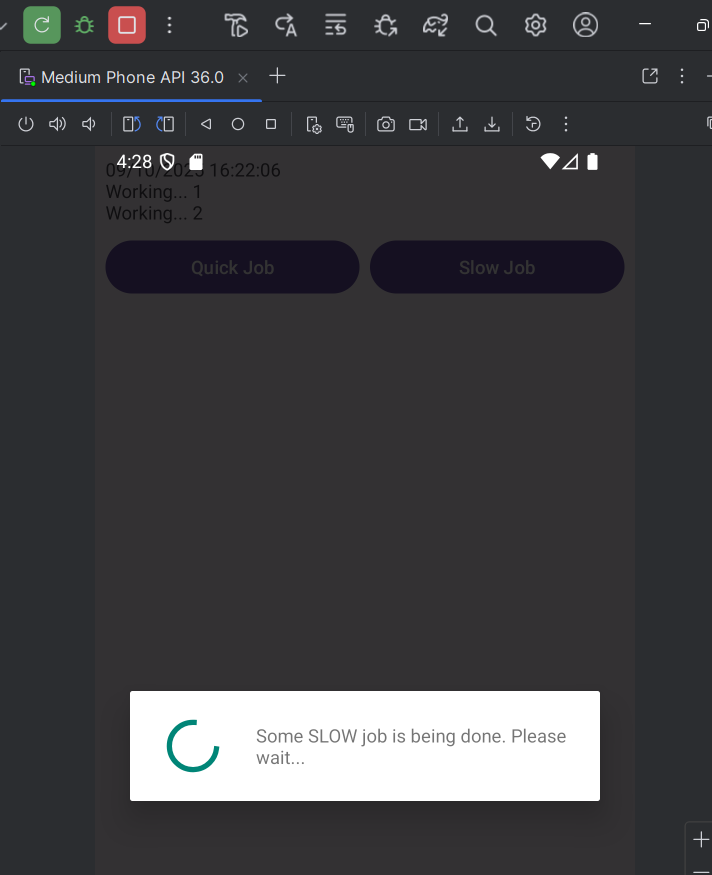 Medium Phone API 36.0
4:28
09/10/2025 16:22:06
Working... 1
Working... 2
Quick Job
Slow Job
Some SLOW job is being done. Please
wait...